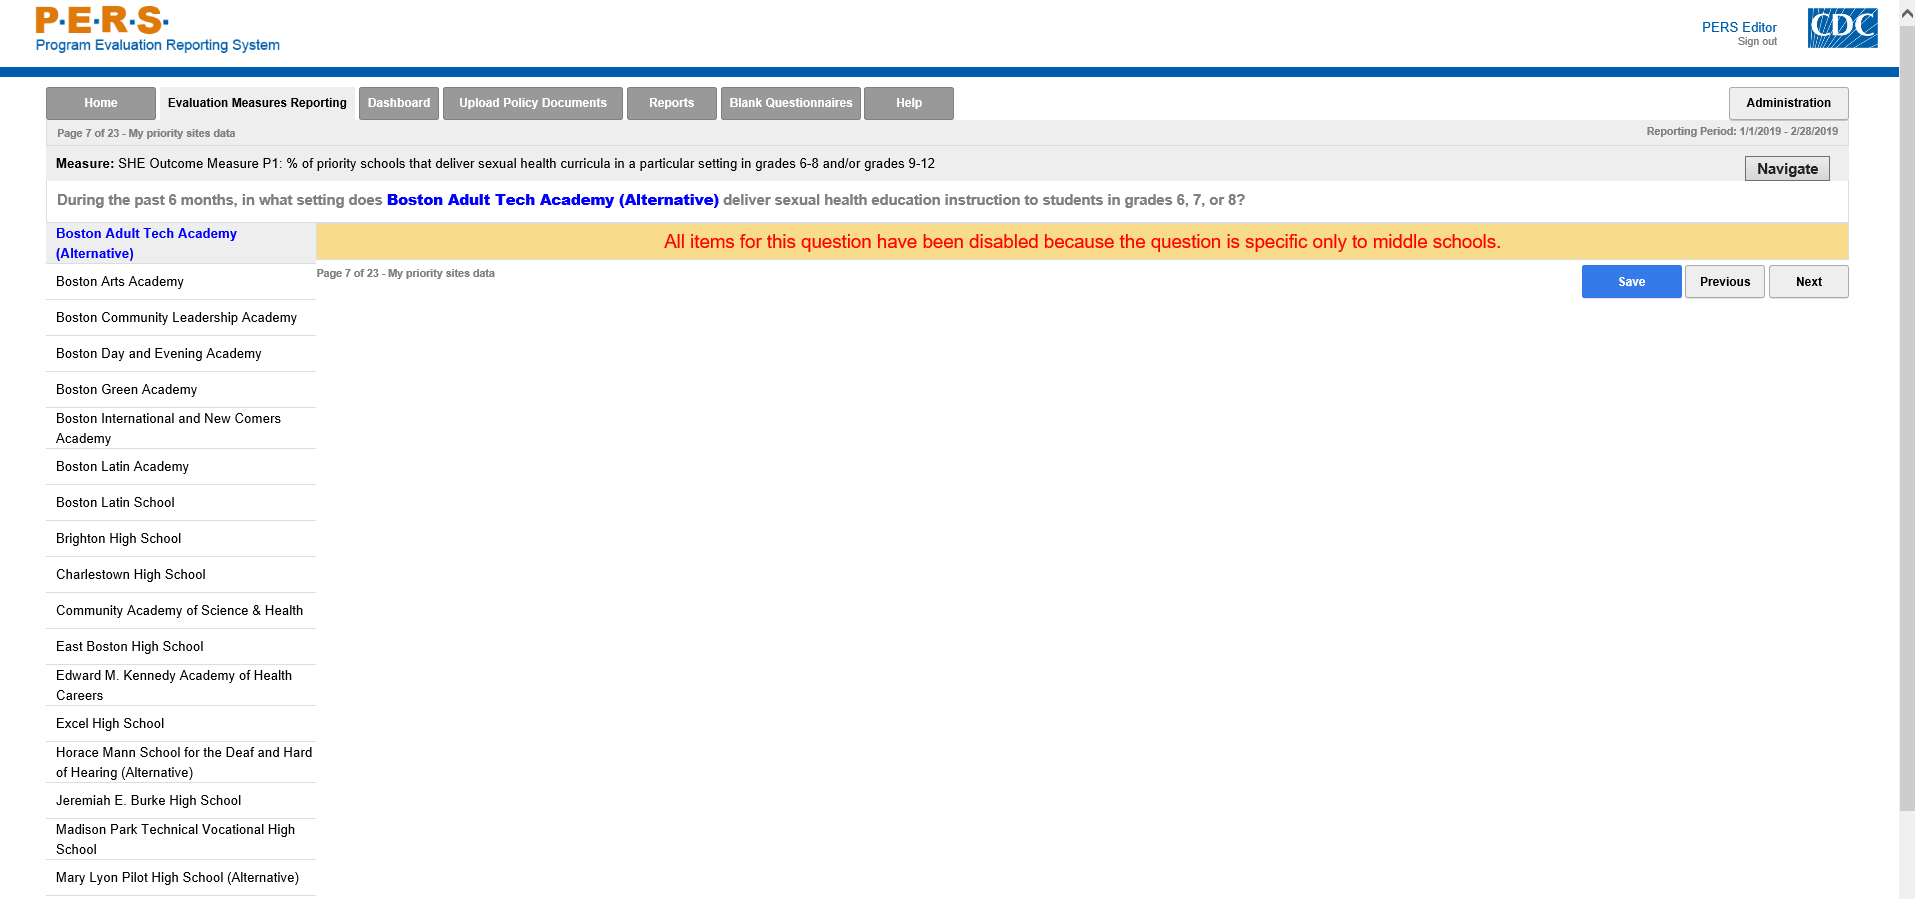 P·E·R·S·
Program Evaluation Reporting System
PERS Editor
Sign out
CDC
Home
Evaluation Measures Reporting
Dashboard
Upload Policy Documents
Reports
Blank Questionnaires
Help
Administration
Page 7 of 23 - My priority sites data
Reporting Period: 1/1/2019 - 2/28/2019
Measure: SHE Outcome Measure P1: % of priority schools that deliver sexual health curricula in a particular setting in grades 6-8 and/or grades 9-12
Navigate
During the past 6 months, in what setting does Boston Adult Tech Academy (Alternative) deliver sexual health education instruction to students in grades 6, 7, or 8?
Boston Adult Tech Academy
(Alternative)
All items for this question have been disabled because the question is specific only to middle schools.
Page 7 of 23 - My priority sites data
Save
Previous
Next
Boston Arts Academy
Boston Community Leadership Academy
Boston Day and Evening Academy
Boston Green Academy
Boston International and New Comers
Academy
Boston Latin Academy
Boston Latin School
Brighton High School
Charlestown High School
Community Academy of Science & Health
East Boston High School
Edward M. Kennedy Academy of Health
Careers
Excel High School
Horace Mann School for the Deaf and Hard
of Hearing (Alternative)
Jeremiah E. Burke High School
Madison Park Technical Vocational High
School
Mary Lyon Pilot High School (Alternative)